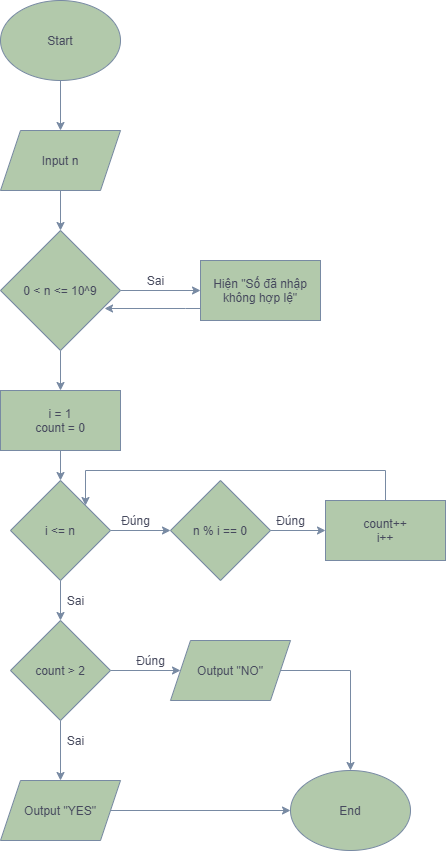 Start
Input n
0 < n <= 10^9
Sai
Hiện "Số đã nhập
không hợp lệ"
i = 1
count = 0
i <= n
Đúng
n % i == 0
Đúng
count++
i++
Sai
count > 2
Đúng
Output "NO"
Sai
Output "YES"
End